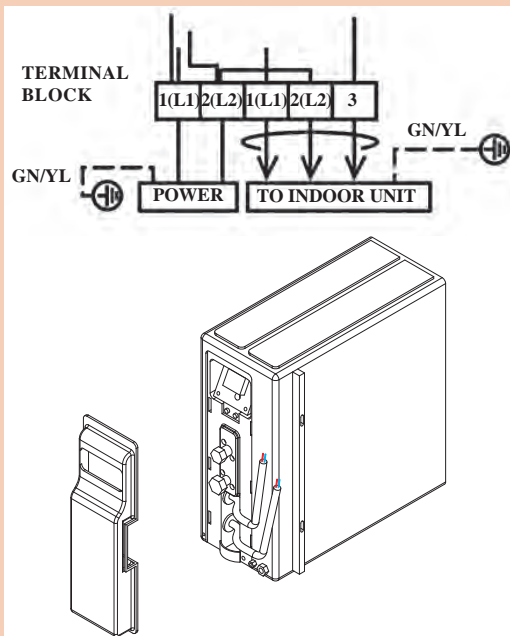 TERMINAL
BLOCK
1(L1) 2(L2) 1(L1) 2(L2) 3
GN/YL
GN/YL
POWER
TO INDOOR UNIT